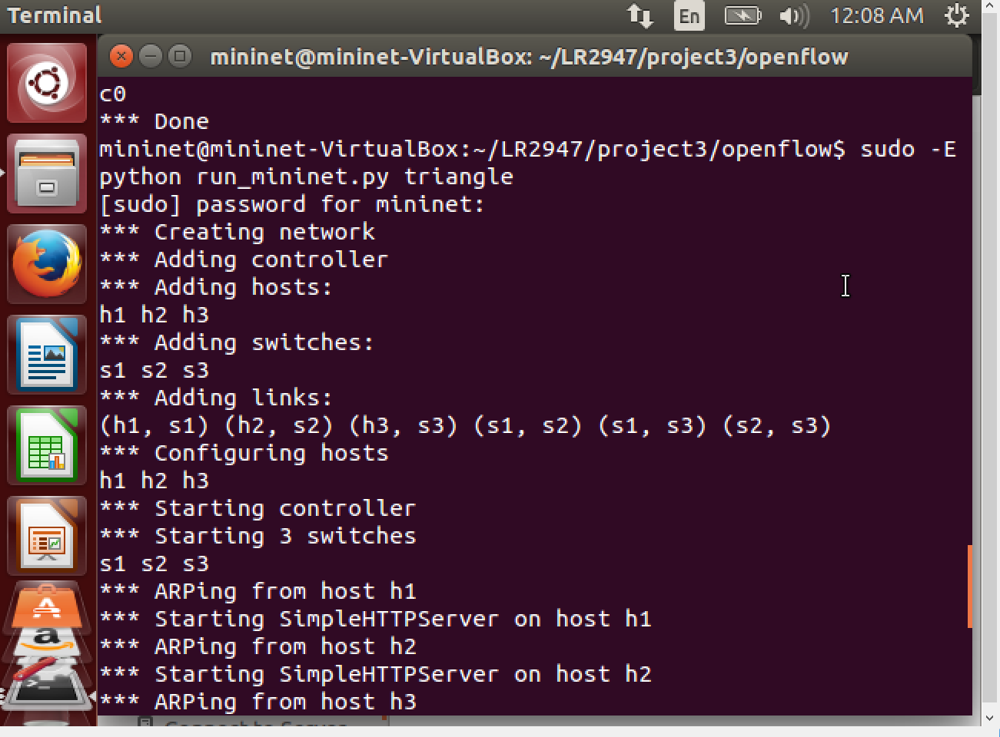 Terminal
En
12:08 AM
mininet@mininet-VirtualBox: ~/LR2947/project3/openflow
c0
*** Done
mininet@mininet-VirtualBox:~/LR2947/project3/openflow$ sudo -E
python run_mininet.py triangle
[sudo] password for mininet:
*** Creating network
*** Adding controller
*** Adding hosts:
h1 h2 h3
*** Adding switches:
s1 s2 s3
*** Adding links:
(h1, s1) (h2, s2) (h3, s3) (s1, s2) (s1, s3) (s2, s3)
*** Configuring hosts
h1 h2 h3
*** Starting controller
*** Starting 3 switches
s1 s2 s3
*** ARPing from host h1
*** Starting SimpleHTTPServer on host h1
*** ARPing from host h2
*** Starting SimpleHTTPServer on host h2
*** ARPing from host h3
Connect to Server